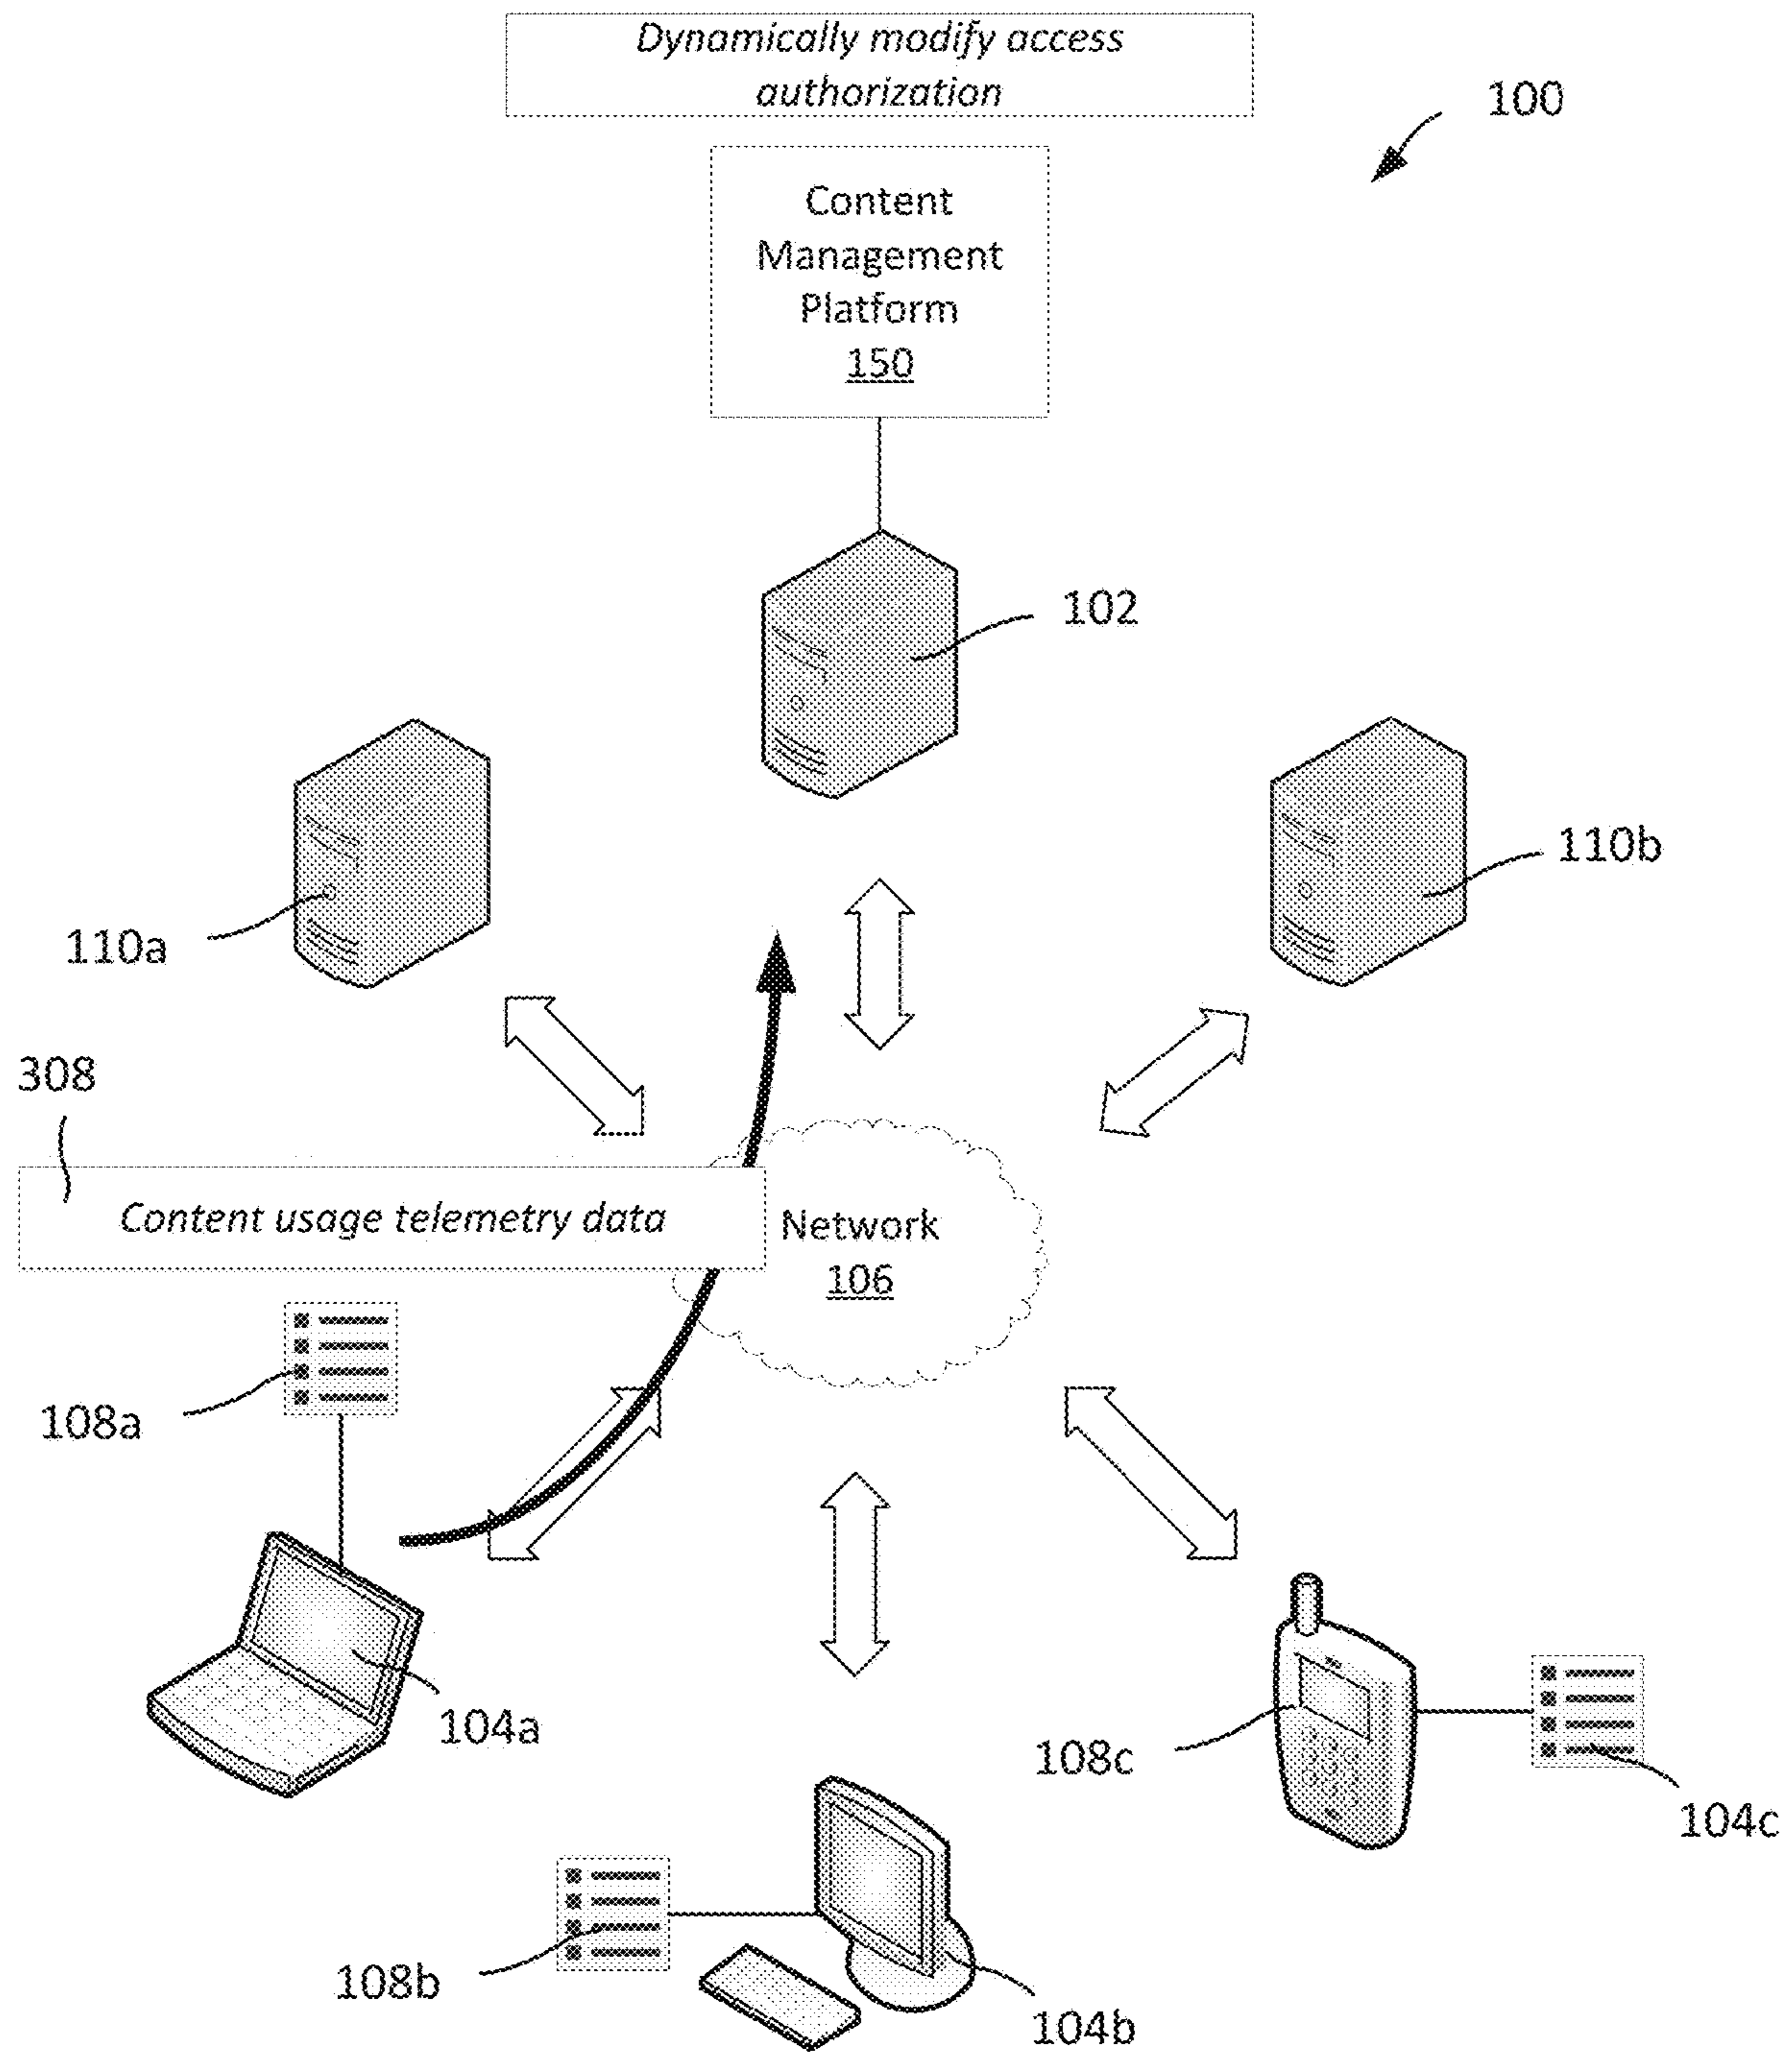 Dynamically modify access
authorization
100
Content
Management
Platform
150
102
110b
110a
308
Content usage telemetry data
Network
106
108a
104a
108c
104c
108b
104b